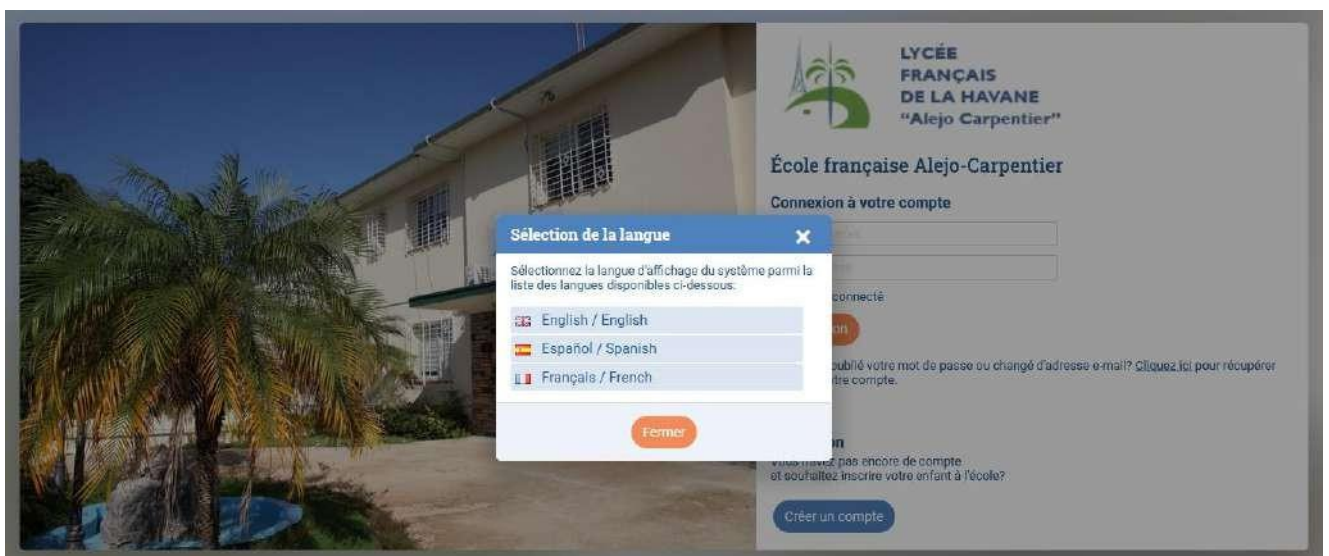 LYCÉE
FRANÇAIS
DE LA HAVANE
“Alejo Carpentier”
École française Alejo-Carpentier
Connexion à votre compte
Sélection de la langue
Sélectionnez la langue d'affichage du système parmi la
liste des langues disponibles ci-dessous:
English / English
Español / Spanish
Français / French
Fermer
connecté
oublié votre mot de passe ou changé d'adresse e-mail? Cliquez ici pour récupérer
compte.
Vous n'avez pas encore de compte
et souhaitez inscrire votre enfant à l'école?
Créer un compte